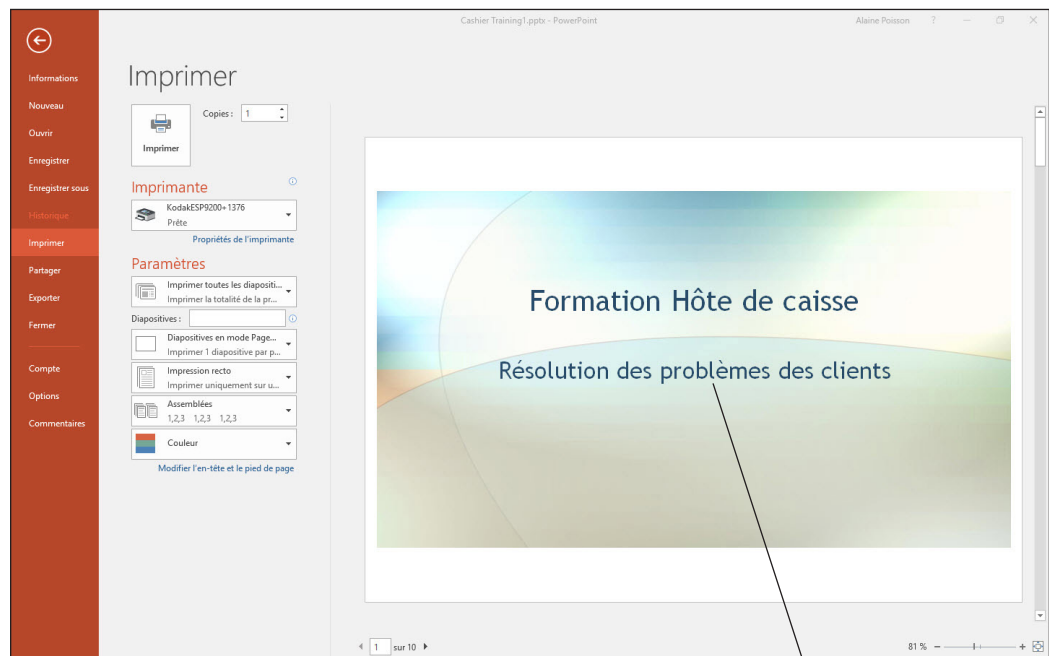 Cashier Training1.pptx - PowerPoint
Alaine Poisson ?
Informations
Nouveau
Ouvrir
Enregistrer
Enregistrer sous
Historique
Imprimer
Partager
Exporter
Fermer
Compte
Options
Commentaires
Imprimer
Imprimer
Copies : 1
Imprimante
KodakESP9200+1376
Prête
Propriétés de l'imprimante
Paramètres
Imprimer toutes les diapositi...
Imprimer la totalité de la pr...
Diapositives :
Diapositives en mode Page...
Imprimer 1 diapositive par p...
Impression recto
Imprimer uniquement sur u...
Assemblées
1,2,3 1,2,3 1,2,3
Couleur
Modifier l'en-tête et le pied de page
Formation Hôte de caisse
Résolution des problèmes des clients
1 sur 10
81 %